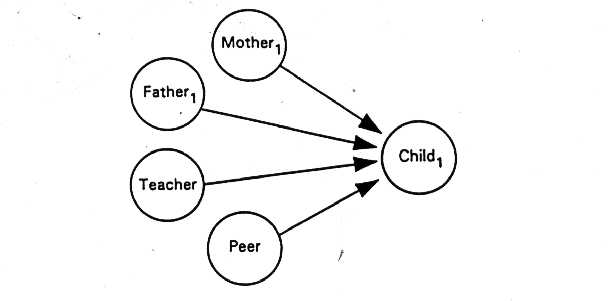 Mother₁
Father₁
Child₁
Teacher
Peer